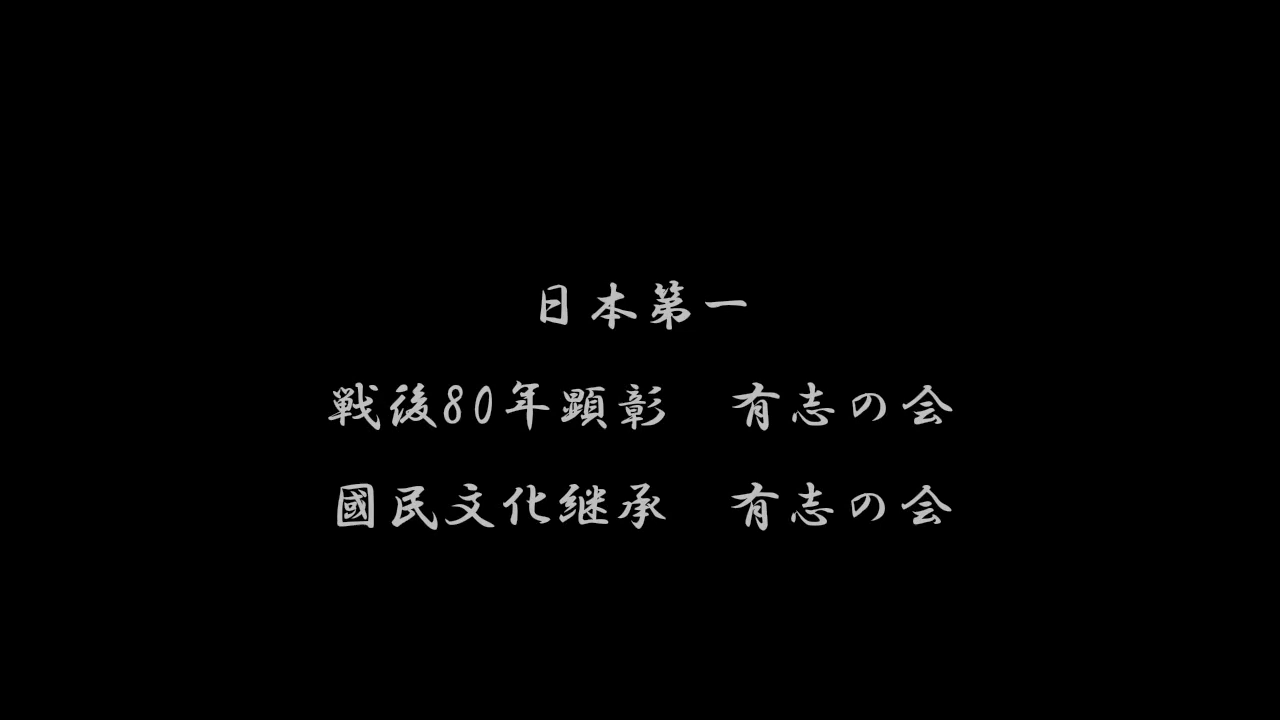 日本第一
戦後80年顕彰　有志の会
國民文化継承　有志の会